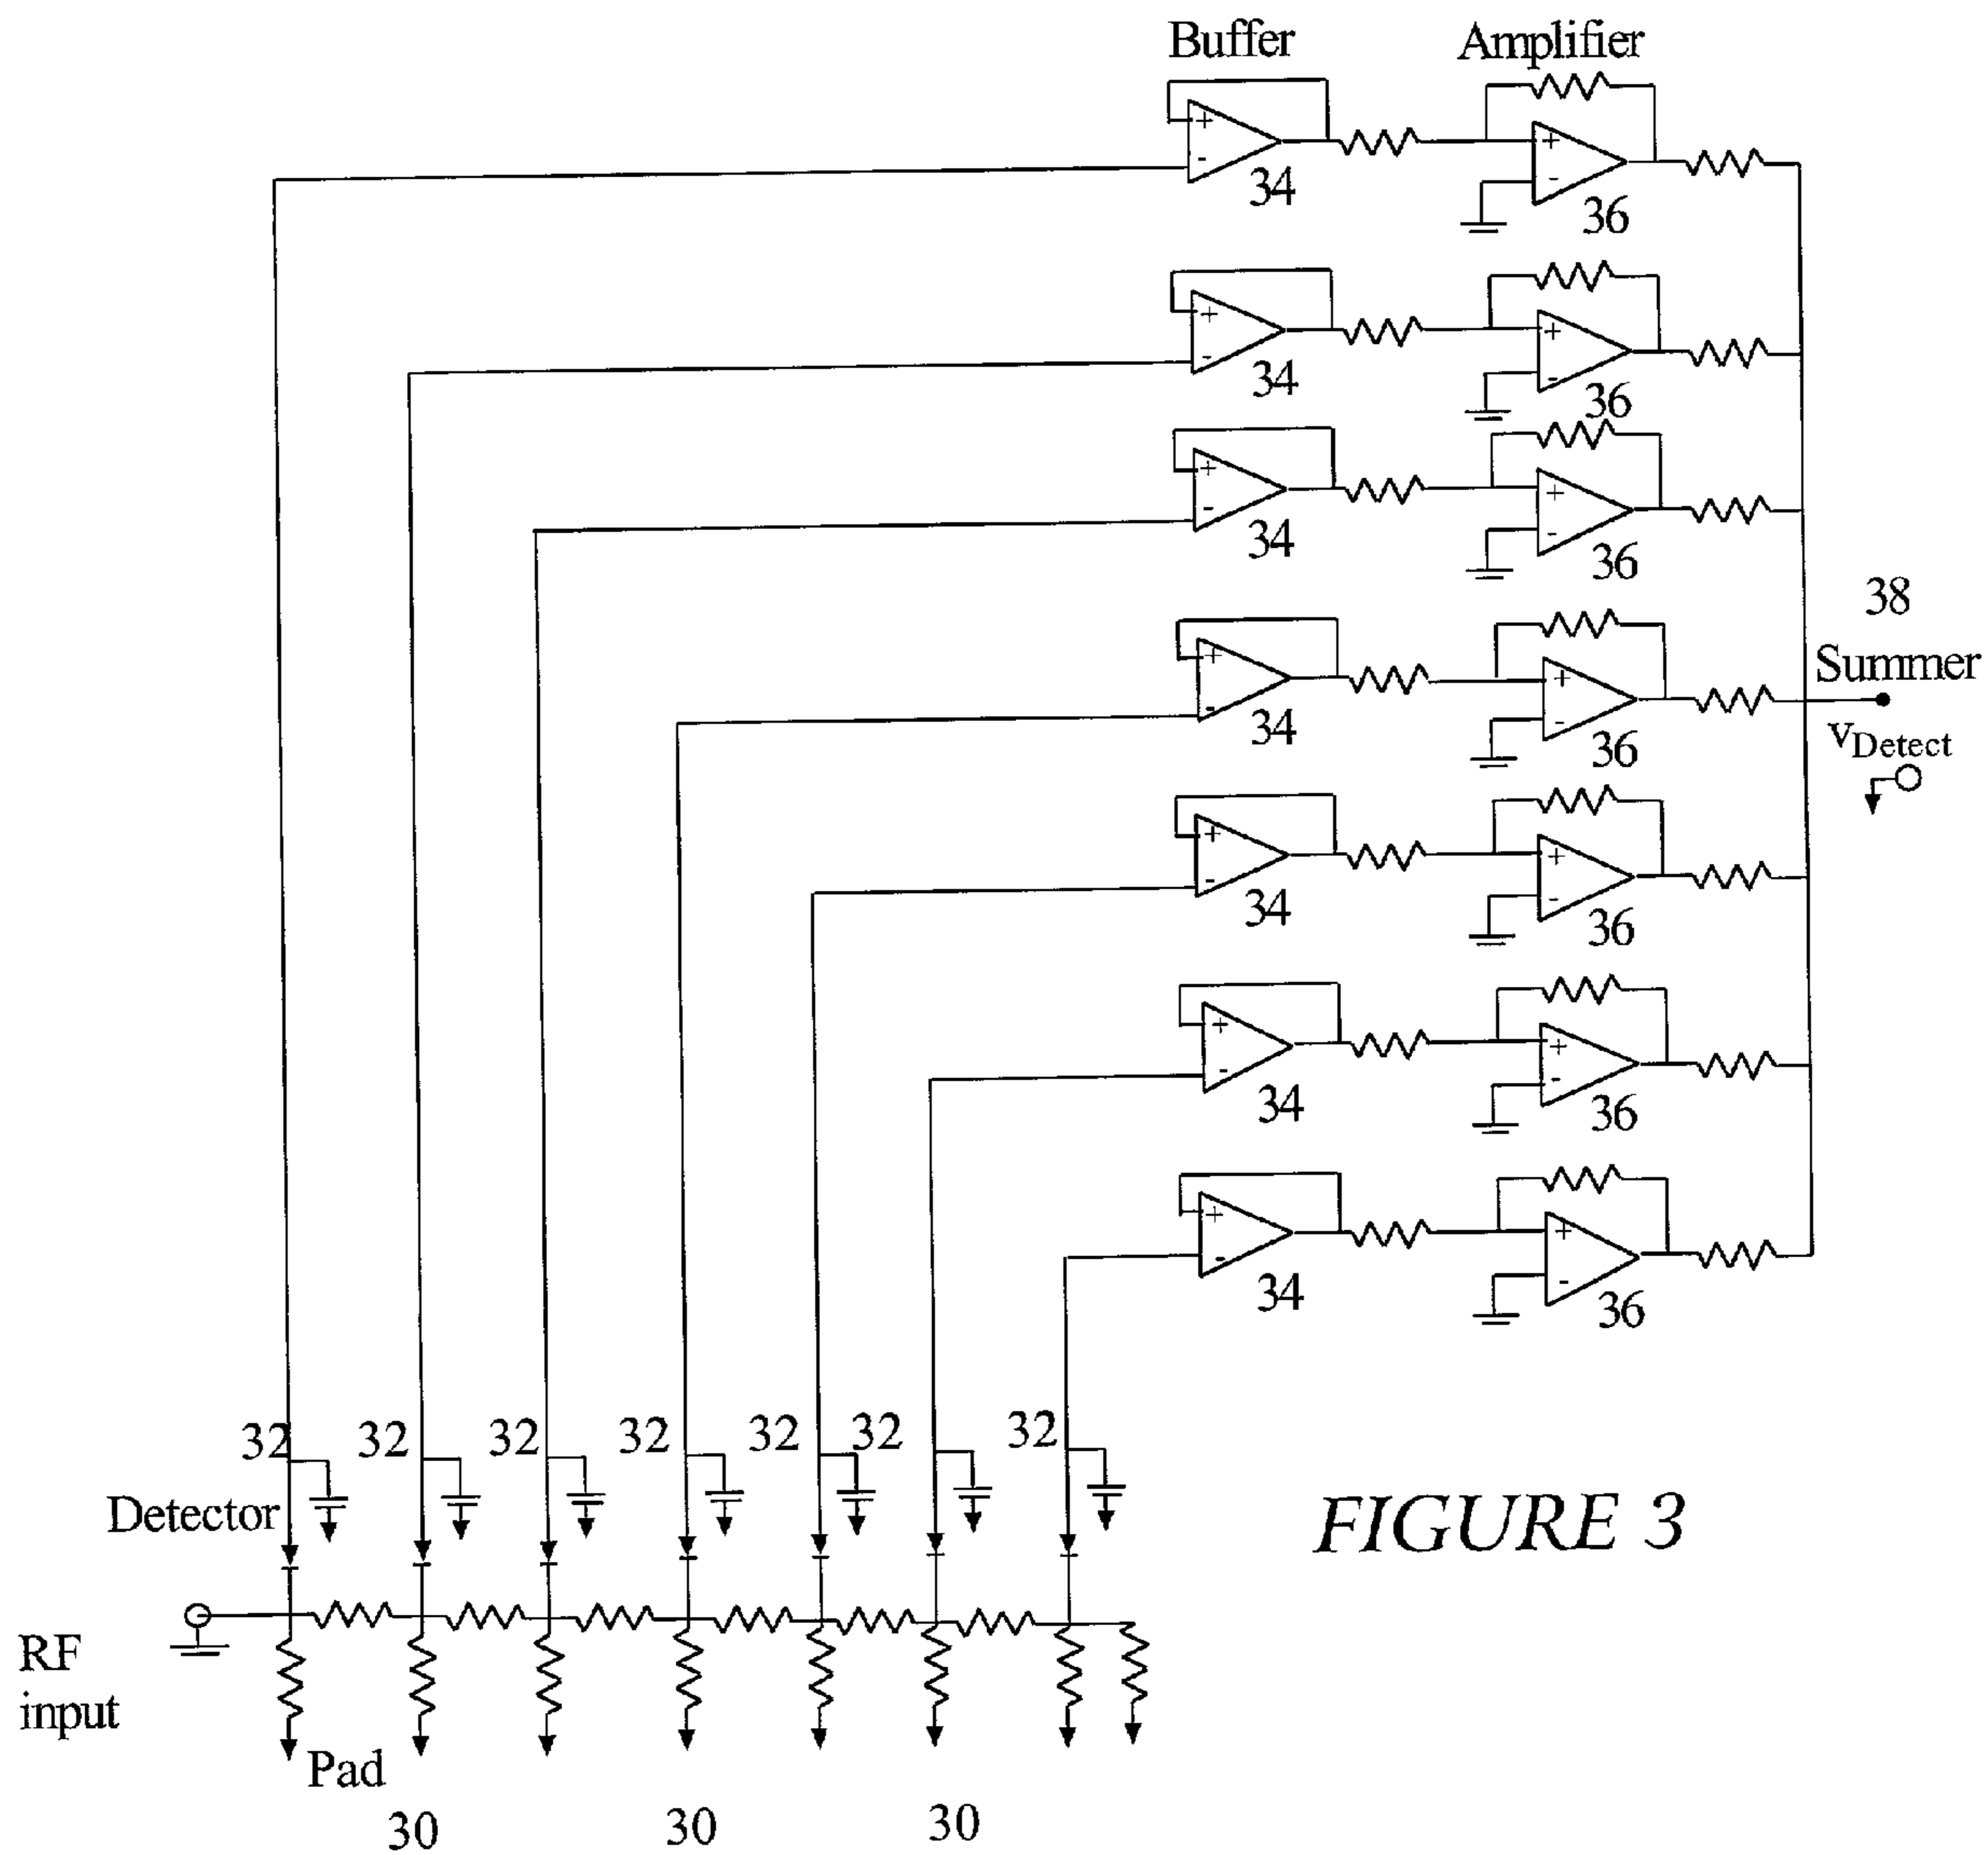 Buffer Amplifier
+ +
- -
34 36
+ +
- -
34 36
+ +
- -
34 36
38
Summer
+ +
- -
34 36
VDetect
+ +
- -
34 36
+ +
- -
34 36
+ +
- -
34 36
32 32 32 32 32 32 32
Detector
FIGURE 3
RF
input
Pad
30 30 30